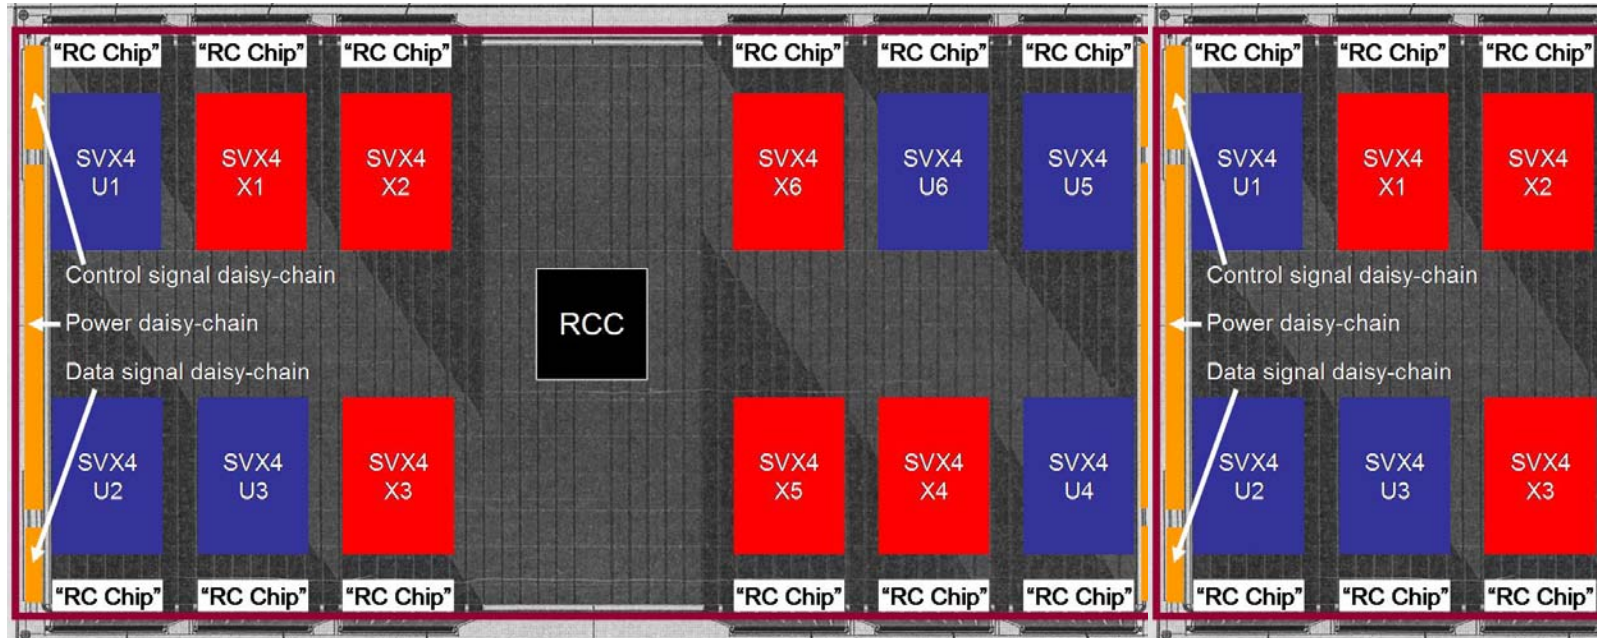 “RC Chip” “RC Chip” “RC Chip” “RC Chip” “RC Chip” “RC Chip” “RC Chip” “RC Chip” “RC Chip”
SVX4 SVX4 SVX4 SVX4 SVX4 SVX4 SVX4 SVX4 SVX4
U1 X1 X2 X6 U6 U5 U1 X1 X2
Control signal daisy-chain Control signal daisy-chain
Power daisy-chain RCC Power daisy-chain
Data signal daisy-chain Data signal daisy-chain
SVX4 SVX4 SVX4 SVX4 SVX4 SVX4 SVX4 SVX4 SVX4
U2 U3 X3 X5 X4 U4 U2 U3 X3
“RC Chip” “RC Chip” “RC Chip” “RC Chip” “RC Chip” “RC Chip” “RC Chip” “RC Chip” “RC Chip”